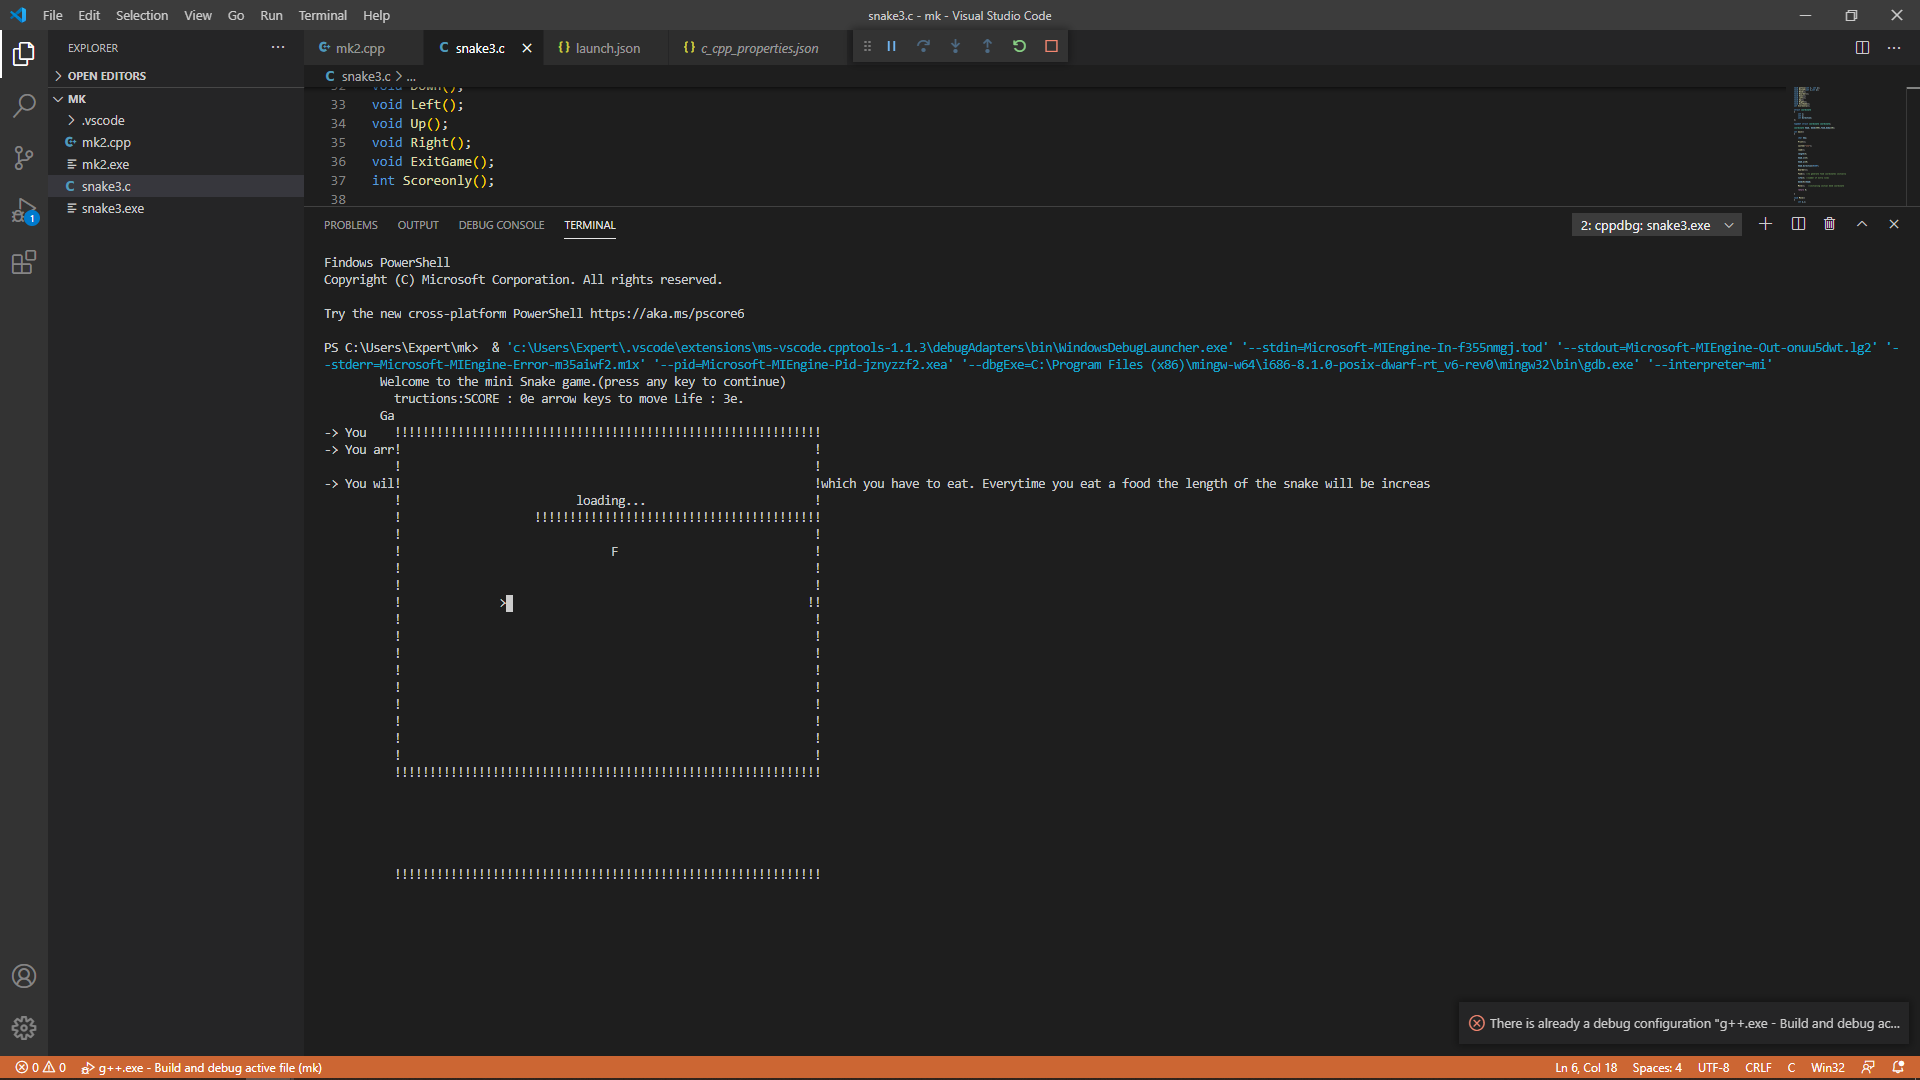 File Edit Selection View Go Run Terminal Help
snake3.c - mk - Visual Studio Code
EXPLORER
mk2.cpp
snake3.c
launch.json
c_cpp_properties.json
OPEN EDITORS
MK
.vscode
mk2.cpp
mk2.exe
snake3.c
snake3.exe
1
snake3.c > ...
32 void Down();
33 void Left();
34 void Up();
35 void Right();
36 void ExitGame();
37 int Scoreonly();
38
PROBLEMS OUTPUT DEBUG CONSOLE TERMINAL
2: cppdbg: snake3.exe
Findows PowerShell
Copyright (C) Microsoft Corporation. All rights reserved.
Try the new cross-platform PowerShell https://aka.ms/pscore6
PS C:\Users\Expert\mk>  & 'c:\Users\Expert\.vscode\extensions\ms-vscode.cpptools-1.1.3\debugAdapters\bin\WindowsDebugLauncher.exe' '--stdin=Microsoft-MIEngine-In-f355nmgj.tod' '--stdout=Microsoft-MIEngine-Out-onuu5dwt.lg2' '-
-stderr=Microsoft-MIEngine-Error-m35aiwf2.m1x' '--pid=Microsoft-MIEngine-Pid-jznyzzf2.xea' '--dbgExe=C:\Program Files (x86)\mingw-w64\i686-8.1.0-posix-dwarf-rt_v6-rev0\mingw32\bin\gdb.exe' '--interpreter=mi'
Welcome to the mini Snake game.(press any key to continue)
tructions:SCORE : 0e arrow keys to move Life : 3e.
Ga
-> You    !!!!!!!!!!!!!!!!!!!!!!!!!!!!!!!!!!!!!!!!!!!!!!!!!!!!!!!!!!!!!
-> You arr! !
! !
-> You wil! !which you have to eat. Everytime you eat a food the length of the snake will be increas
! loading... !
! !!!!!!!!!!!!!!!!!!!!!!!!!!!!!!!!!!!!!!!!!
! !
! F !
! !
! !
! > !!
! !
! !
! !
! !
! !
! !
! !
! !
! !
!!!!!!!!!!!!!!!!!!!!!!!!!!!!!!!!!!!!!!!!!!!!!!!!!!!!!!!!!!!!!
!!!!!!!!!!!!!!!!!!!!!!!!!!!!!!!!!!!!!!!!!!!!!!!!!!!!!!!!!!!!!
There is already a debug configuration "g++.exe - Build and debug ac...
0 0 g++.exe - Build and debug active file (mk)
Ln 6, Col 18 Spaces: 4 UTF-8 CRLF C Win32